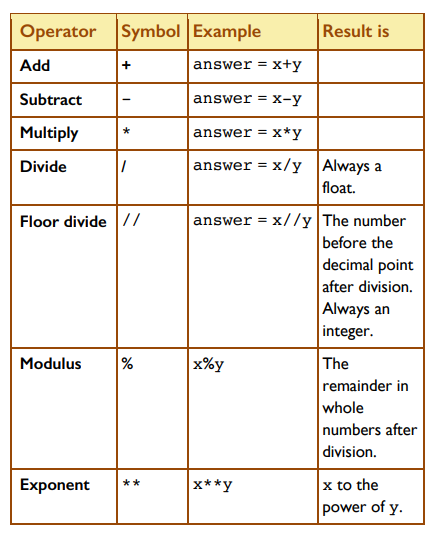 Operator Symbol Example Result is
Add + answer = x+y
Subtract – answer = x–y
Multiply * answer = x*y
Divide / answer = x/y Always a
float.
Floor divide // answer = x//y The number
before the
decimal point
after division.
Always an
integer.
Modulus % x%y The
remainder in
whole
numbers after
division.
Exponent ** x**y x to the
power of y.